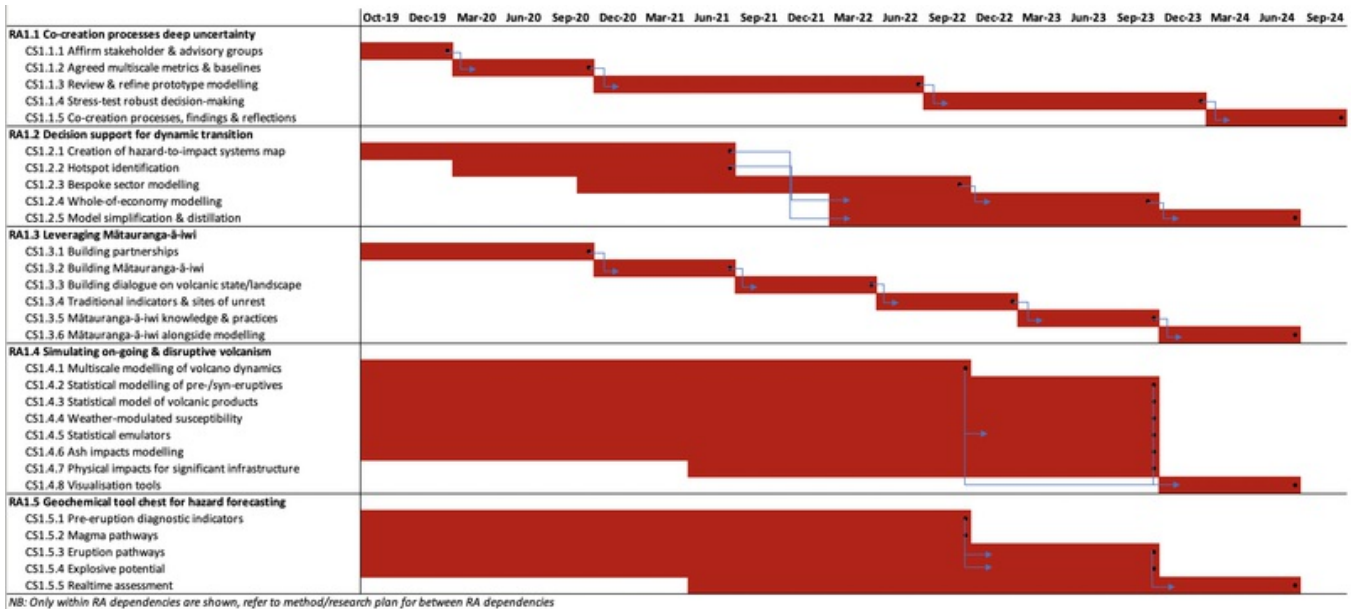 Oct-19 Dec-19 Mar-20 Jun-20 Sep-20 Dec-20 Mar-21 Jun-21 Sep-21 Dec-21 Mar-22 Jun-22 Sep-22 Dec-22 Mar-23 Jun-23 Sep-23 Dec-23 Mar-24 Jun-24 Sep-24
RA1.1 Co-creation processes deep uncertainty
CS1.1.1 Affirm stakeholder & advisory groups
CS1.1.2 Agreed multiscale metrics & baselines
CS1.1.3 Review & refine prototype modelling
CS1.1.4 Stress-test robust decision-making
CS1.1.5 Co-creation processes, findings & reflections
RA1.2 Decision support for dynamic transition
CS1.2.1 Creation of hazard-to-impact systems map
CS1.2.2 Hotspot identification
CS1.2.3 Bespoke sector modelling
CS1.2.4 Whole-of-economy modelling
CS1.2.5 Model simplification & distillation
RA1.3 Leveraging Mātauranga-ā-iwi
CS1.3.1 Building partnerships
CS1.3.2 Building Mātauranga-ā-iwi
CS1.3.3 Building dialogue on volcanic state/landscape
CS1.3.4 Traditional indicators & sites of unrest
CS1.3.5 Mātauranga-ā-iwi knowledge & practices
CS1.3.6 Mātauranga-ā-iwi alongside modelling
RA1.4 Simulating on-going & disruptive volcanism
CS1.4.1 Multiscale modelling of volcano dynamics
CS1.4.2 Statistical modelling of pre-/syn-eruptives
CS1.4.3 Statistical model of volcanic products
CS1.4.4 Weather-modulated susceptibility
CS1.4.5 Statistical emulators
CS1.4.6 Ash impacts modelling
CS1.4.7 Physical impacts for significant infrastructure
CS1.4.8 Visualisation tools
RA1.5 Geochemical tool chest for hazard forecasting
CS1.5.1 Pre-eruption diagnostic indicators
CS1.5.2 Magma pathways
CS1.5.3 Eruption pathways
CS1.5.4 Explosive potential
CS1.5.5 Realtime assessment
NB: Only within RA dependencies are shown, refer to method/research plan for between RA dependencies